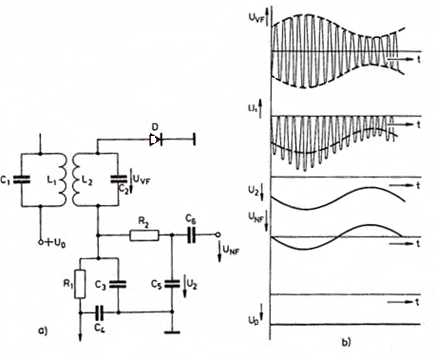 D
C₁
L₁
L₂
C₂
U_VF
+U₀
R₂
C₆
U_NF
R₁
C₃
C₅
U₂
C₄
a)
U_VF
t
U₁
t
U₂
t
U_NF
t
t
U₀
b)